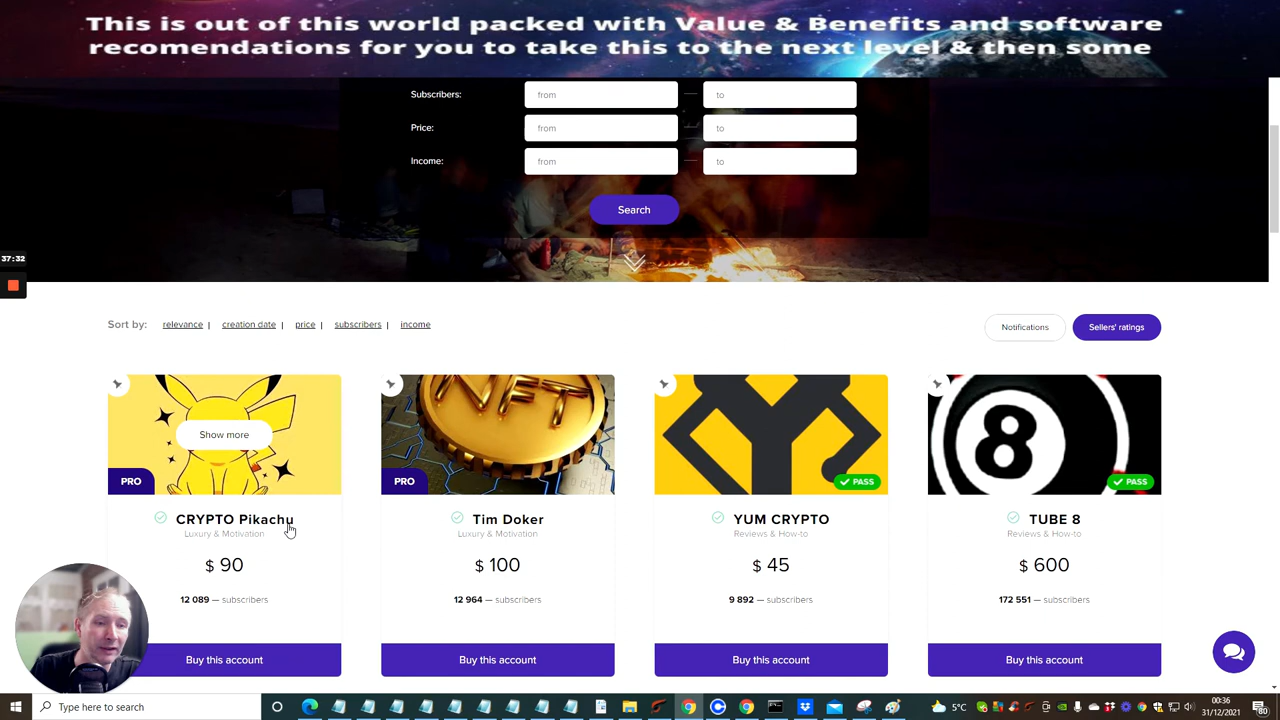 This is out of this world packed with Value & Benefits and software
recomendations for you to take this to the next level & then some
Subscribers: from — to
Price: from — to
Income: from — to
Search
37:32
Sort by: relevance | creation date | price | subscribers | income
Notifications Sellers' ratings
Show more
NFT
8
PRO PRO PASS PASS
CRYPTO Pikachu Tim Doker YUM CRYPTO TUBE 8
Luxury & Motivation Luxury & Motivation Reviews & How-to Reviews & How-to
$ 90 $ 100 $ 45 $ 600
12 089 — subscribers 12 964 — subscribers 9 892 — subscribers 172 551 — subscribers
Buy this account Buy this account Buy this account Buy this account
Type here to search
5°C
00:36
31/12/2021
60